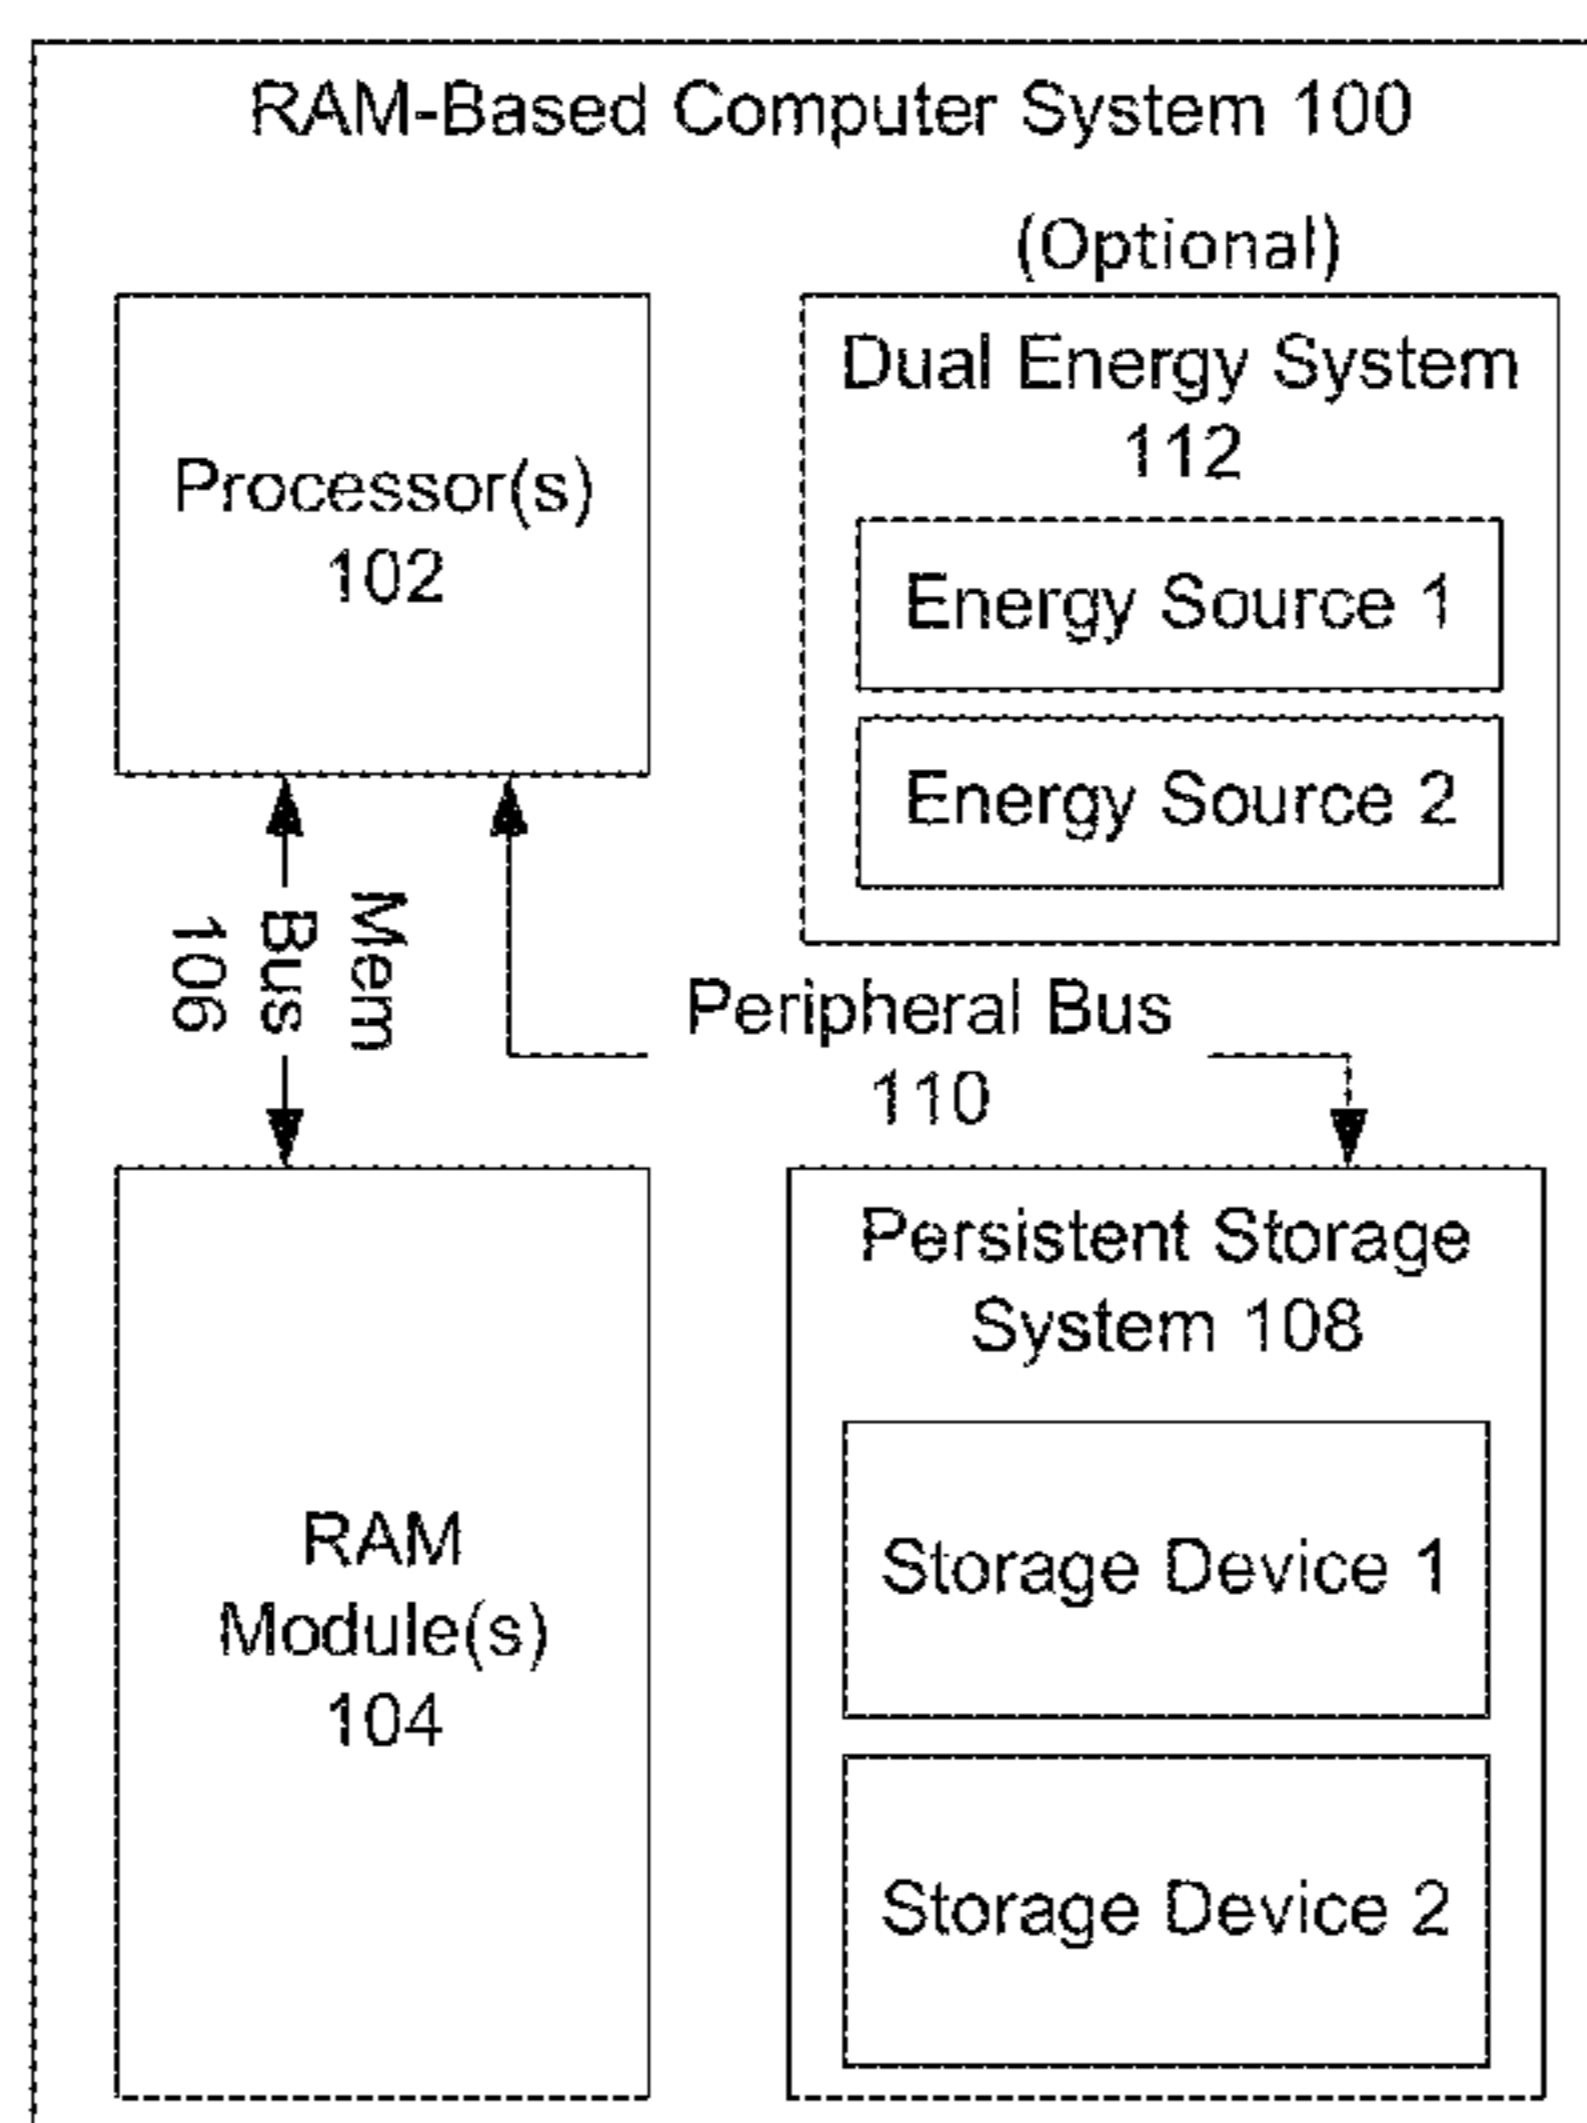 RAM-Based Computer System 100
(Optional)
Processor(s)
102
Dual Energy System
112
Energy Source 1
Energy Source 2
Mem
Bus
106
Peripheral Bus
110
RAM
Module(s)
104
Persistent Storage
System 108
Storage Device 1
Storage Device 2